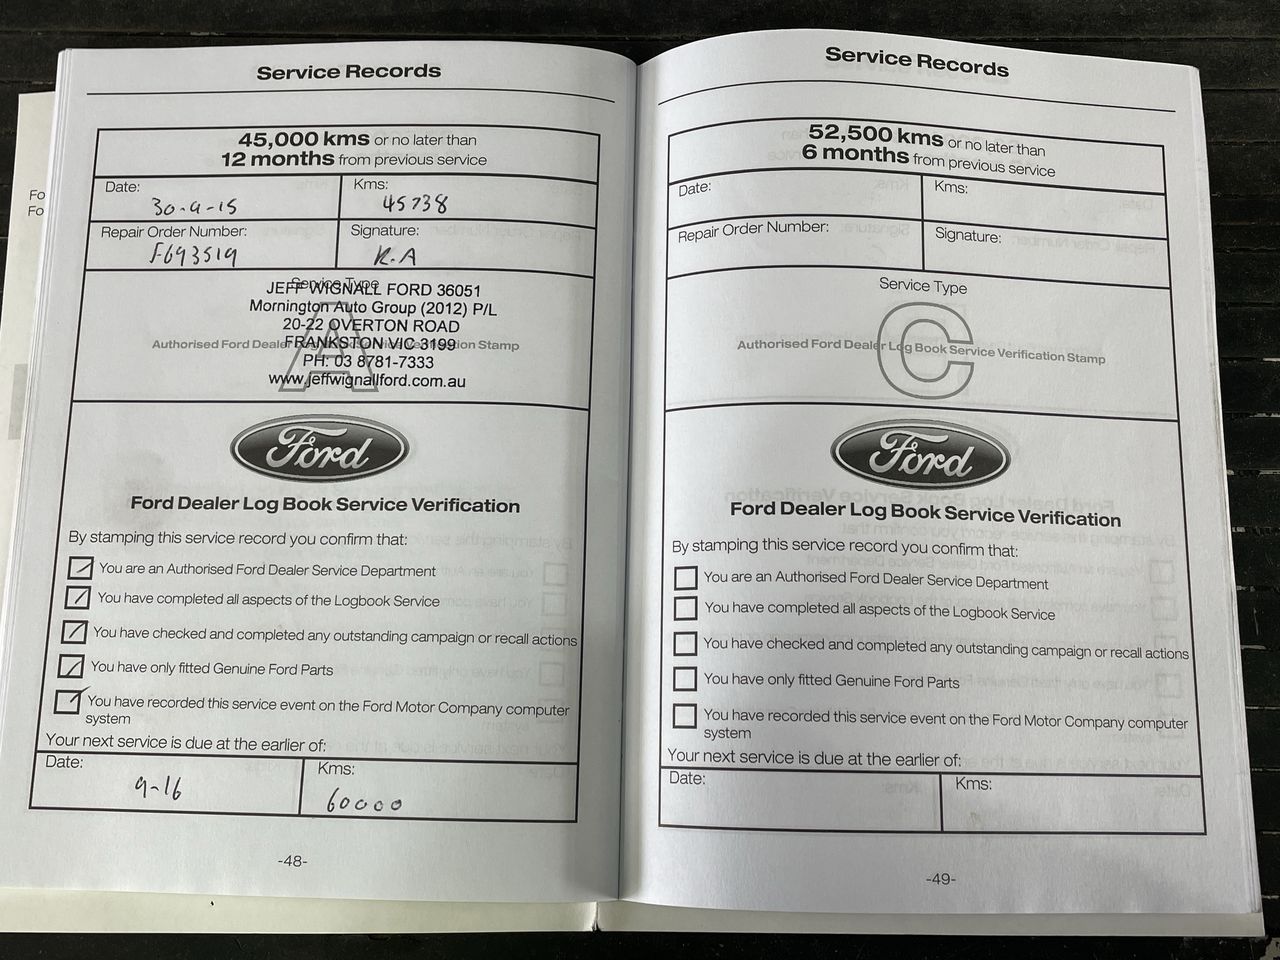 Service Records
45,000 kms or no later than
12 months from previous service
Date:
30-9-15
Kms:
45738
Repair Order Number:
F693519
Signature:
R.A
Service Type
A
Authorised Ford Dealer Log Book Service Verification Stamp
JEFF WIGNALL FORD 36051
Mornington Auto Group (2012) P/L
20-22 OVERTON ROAD
FRANKSTON VIC 3199
PH: 03 8781-7333
www.jeffwignallford.com.au
Ford
Ford Dealer Log Book Service Verification
By stamping this service record you confirm that:
You are an Authorised Ford Dealer Service Department
You have completed all aspects of the Logbook Service
You have checked and completed any outstanding campaign or recall actions
You have only fitted Genuine Ford Parts
You have recorded this service event on the Ford Motor Company computer
system
Your next service is due at the earlier of:
Date:
9-16
Kms:
60000
-48-
Service Records
52,500 kms or no later than
6 months from previous service
Date:
Kms:
Repair Order Number:
Signature:
Service Type
C
Authorised Ford Dealer Log Book Service Verification Stamp
Ford
Ford Dealer Log Book Service Verification
By stamping this service record you confirm that:
You are an Authorised Ford Dealer Service Department
You have completed all aspects of the Logbook Service
You have checked and completed any outstanding campaign or recall actions
You have only fitted Genuine Ford Parts
You have recorded this service event on the Ford Motor Company computer
system
Your next service is due at the earlier of:
Date:
Kms:
-49-
Fo
Fo